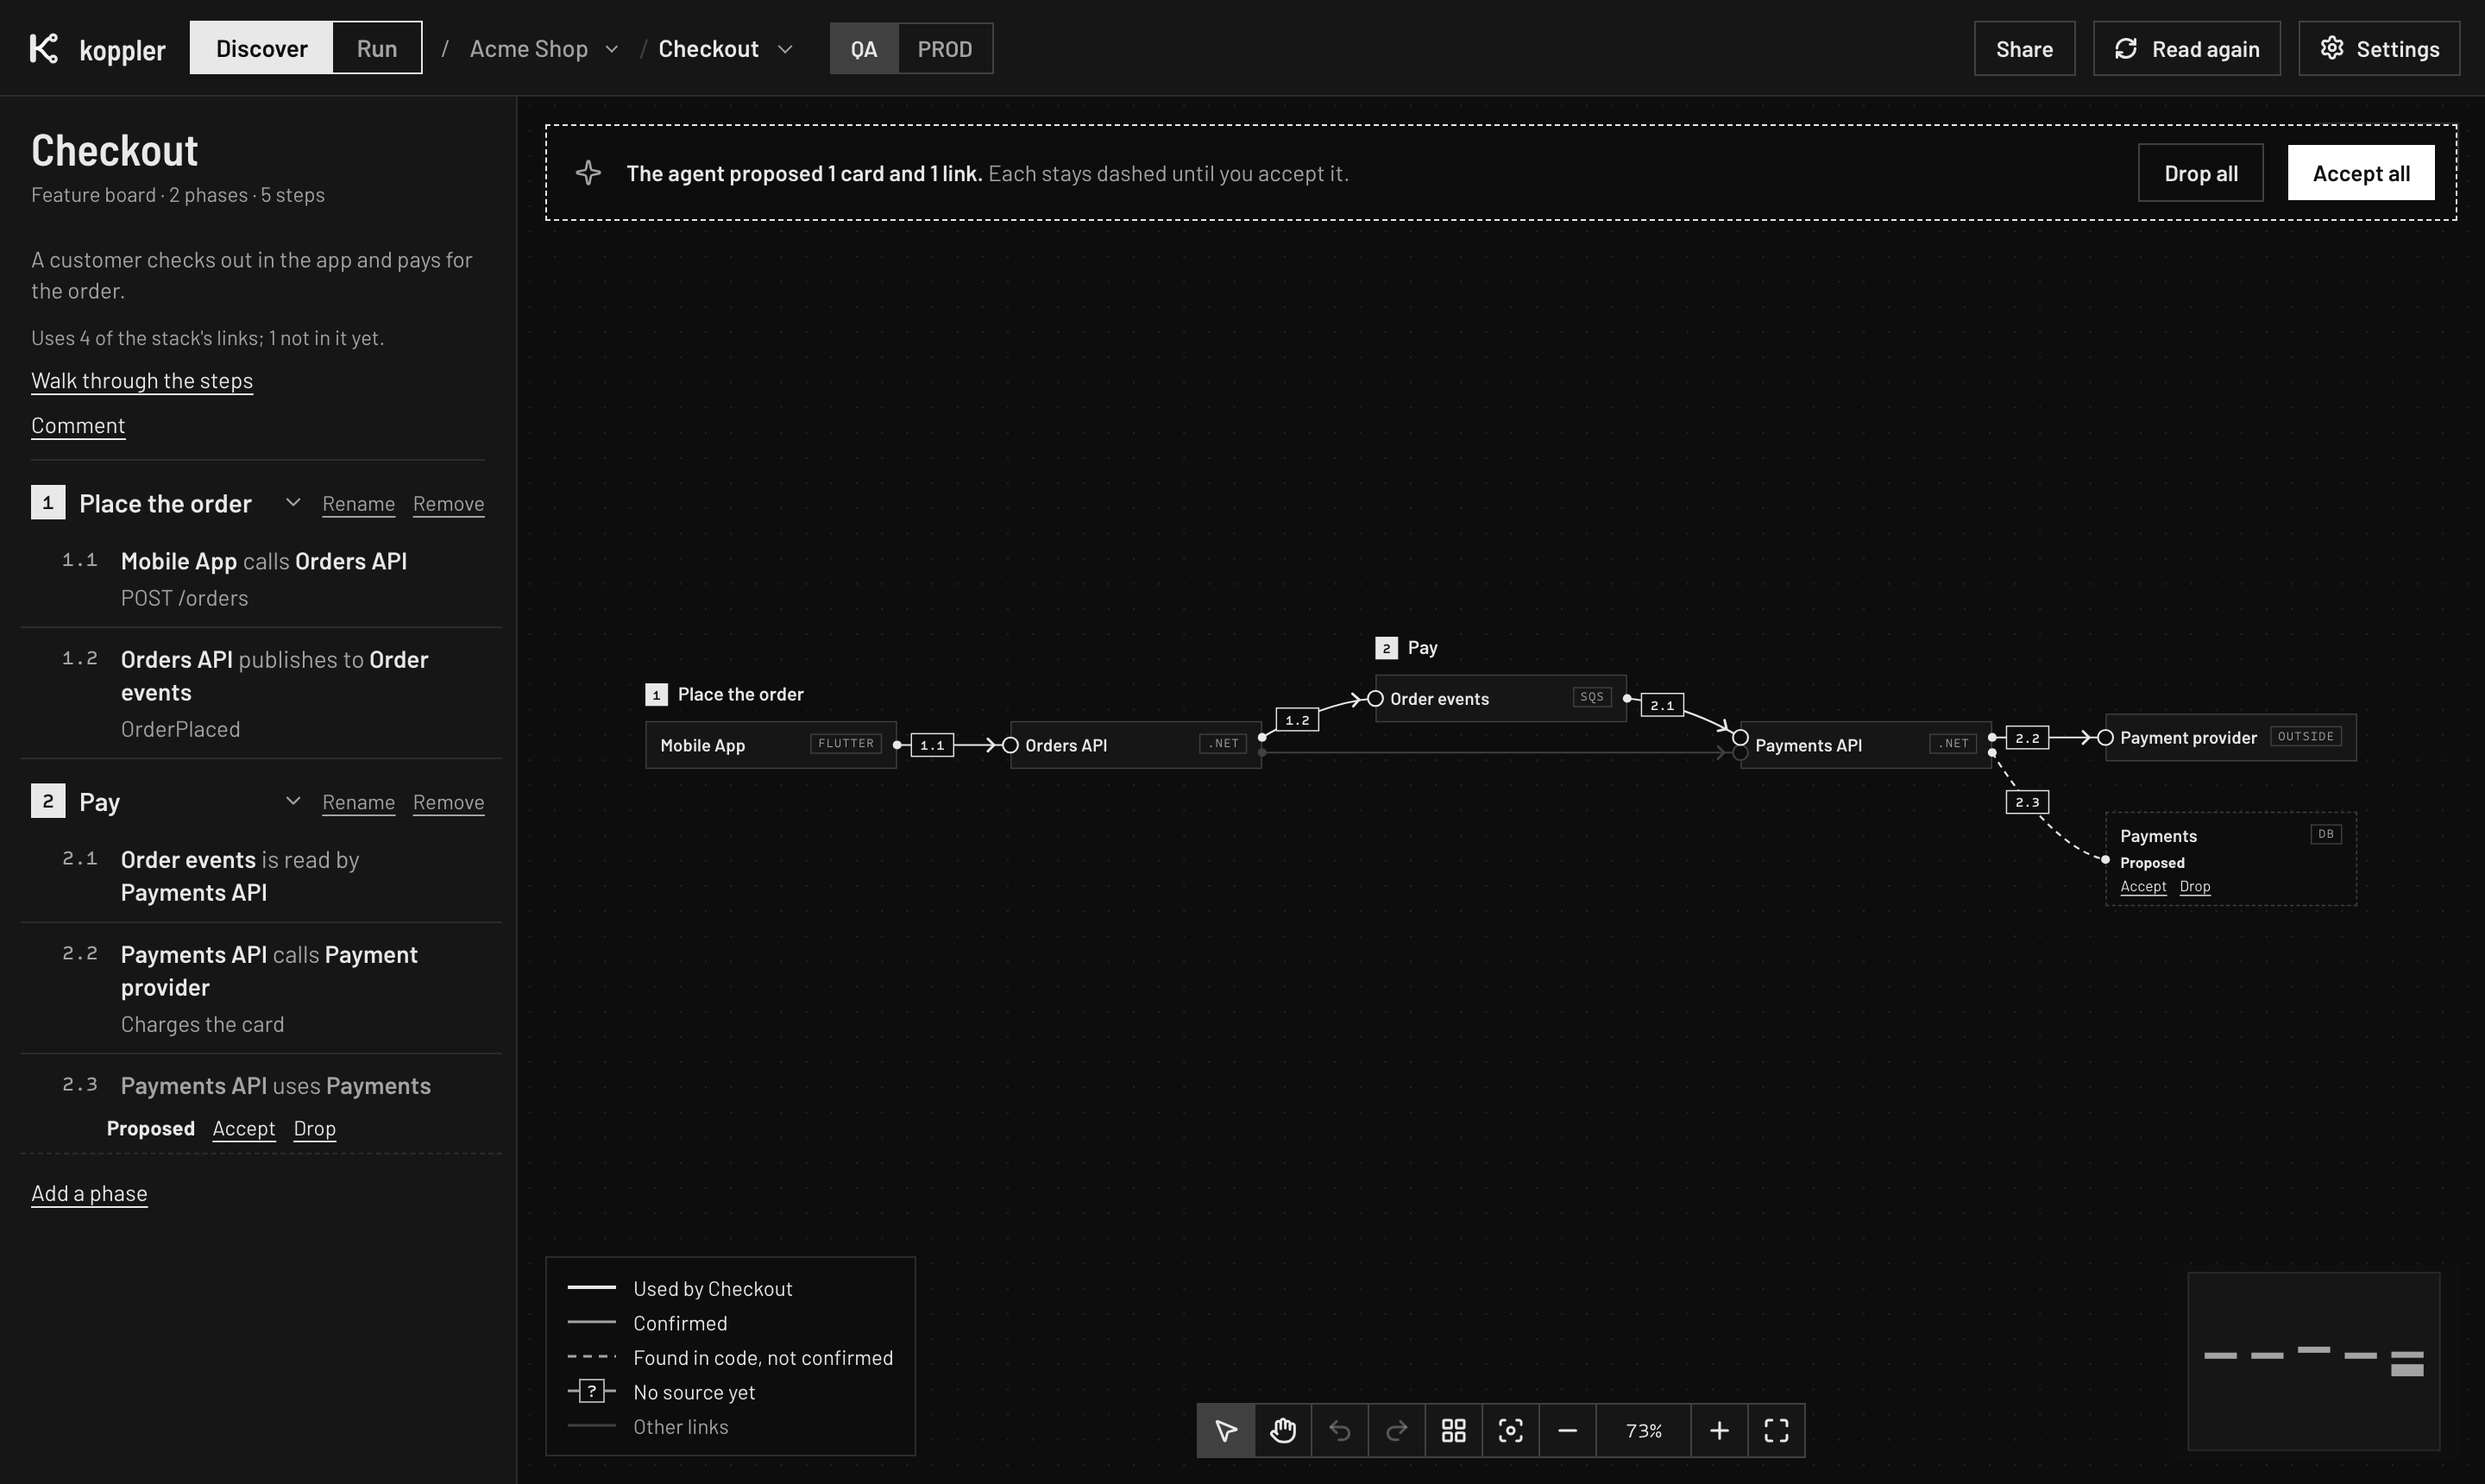 koppler
Discover
Run
/
Acme Shop
/
Checkout
QA
PROD
Share
Read again
Settings
Checkout
Feature board · 2 phases · 5 steps
A customer checks out in the app and pays for
the order.
Uses 4 of the stack's links; 1 not in it yet.
Walk through the steps
Comment
1 Place the order Rename Remove
1.1 Mobile App calls Orders API
POST /orders
1.2 Orders API publishes to Order
events
OrderPlaced
2 Pay Rename Remove
2.1 Order events is read by
Payments API
2.2 Payments API calls Payment
provider
Charges the card
2.3 Payments API uses Payments
Proposed Accept Drop
Add a phase
The agent proposed 1 card and 1 link. Each stays dashed until you accept it.
Drop all
Accept all
1 Place the order
Mobile App FLUTTER
1.1
Orders API .NET
1.2
2 Pay
Order events SQS
2.1
Payments API .NET
2.2
Payment provider OUTSIDE
2.3
Payments DB
Proposed
Accept Drop
Used by Checkout
Confirmed
Found in code, not confirmed
? No source yet
Other links
73%